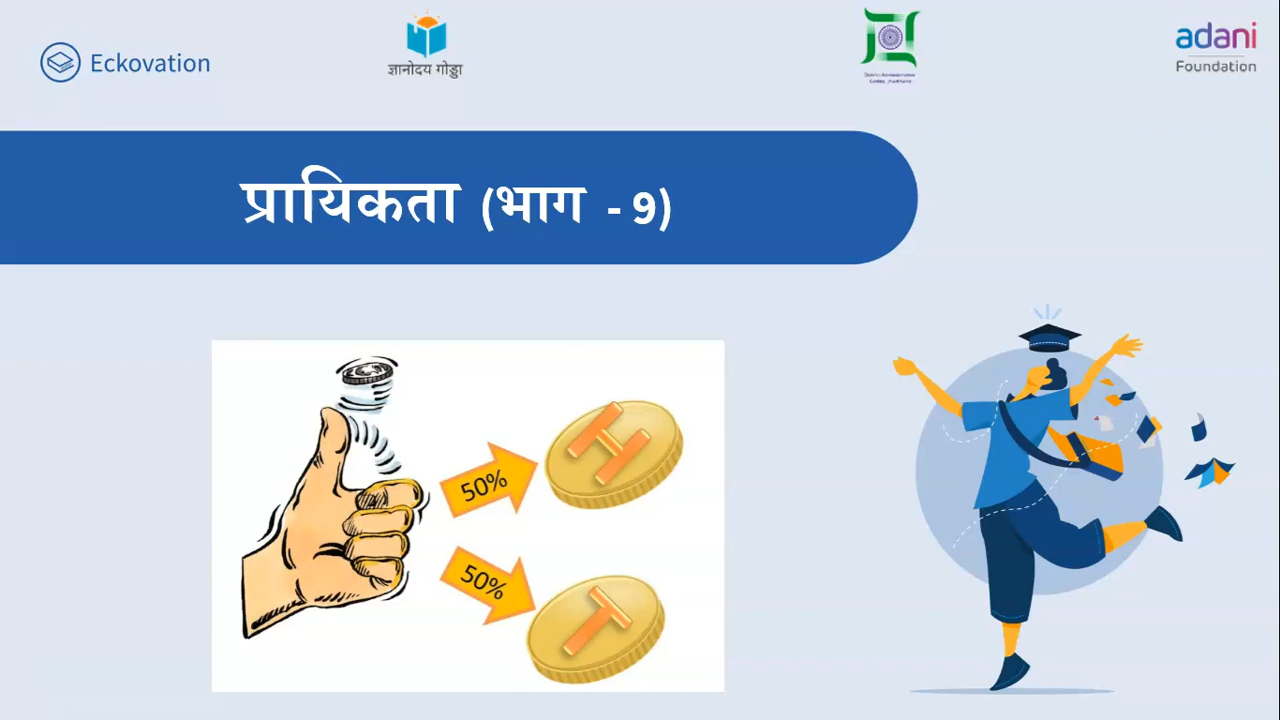 Eckovation
ज्ञानोदय गोड्डा
adani
Foundation
प्रायिकता (भाग - 9)
50%
H
50%
T